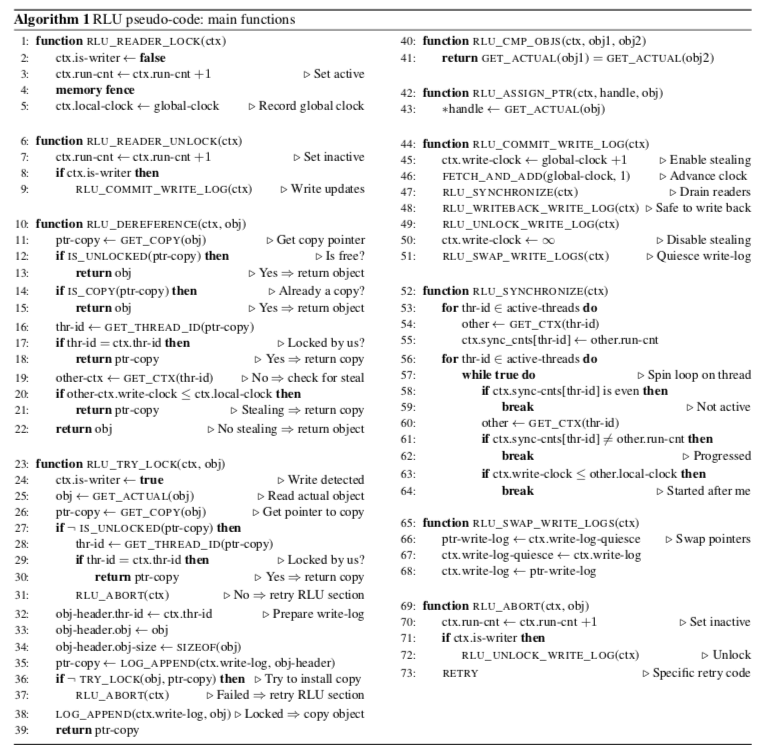 Algorithm 1 RLU pseudo-code: main functions
1: function RLU_READER_LOCK(ctx)
2: ctx.is-writer ← false
3: ctx.run-cnt ← ctx.run-cnt +1 ▷ Set active
4: memory fence
5: ctx.local-clock ← global-clock ▷ Record global clock
6: function RLU_READER_UNLOCK(ctx)
7: ctx.run-cnt ← ctx.run-cnt +1 ▷ Set inactive
8: if ctx.is-writer then
9: RLU_COMMIT_WRITE_LOG(ctx) ▷ Write updates
10: function RLU_DEREFERENCE(ctx, obj)
11: ptr-copy ← GET_COPY(obj) ▷ Get copy pointer
12: if IS_UNLOCKED(ptr-copy) then ▷ Is free?
13: return obj ▷ Yes ⇒ return object
14: if IS_COPY(ptr-copy) then ▷ Already a copy?
15: return obj ▷ Yes ⇒ return object
16: thr-id ← GET_THREAD_ID(ptr-copy)
17: if thr-id = ctx.thr-id then ▷ Locked by us?
18: return ptr-copy ▷ Yes ⇒ return copy
19: other-ctx ← GET_CTX(thr-id) ▷ No ⇒ check for steal
20: if other-ctx.write-clock ≤ ctx.local-clock then
21: return ptr-copy ▷ Stealing ⇒ return copy
22: return obj ▷ No stealing ⇒ return object
23: function RLU_TRY_LOCK(ctx, obj)
24: ctx.is-writer ← true ▷ Write detected
25: obj ← GET_ACTUAL(obj) ▷ Read actual object
26: ptr-copy ← GET_COPY(obj) ▷ Get pointer to copy
27: if ¬ IS_UNLOCKED(ptr-copy) then
28: thr-id ← GET_THREAD_ID(ptr-copy)
29: if thr-id = ctx.thr-id then ▷ Locked by us?
30: return ptr-copy ▷ Yes ⇒ return copy
31: RLU_ABORT(ctx) ▷ No ⇒ retry RLU section
32: obj-header.thr-id ← ctx.thr-id ▷ Prepare write-log
33: obj-header.obj ← obj
34: obj-header.obj-size ← SIZEOF(obj)
35: ptr-copy ← LOG_APPEND(ctx.write-log, obj-header)
36: if ¬ TRY_LOCK(obj, ptr-copy) then ▷ Try to install copy
37: RLU_ABORT(ctx) ▷ Failed ⇒ retry RLU section
38: LOG_APPEND(ctx.write-log, obj) ▷ Locked ⇒ copy object
39: return ptr-copy
40: function RLU_CMP_OBJS(ctx, obj1, obj2)
41: return GET_ACTUAL(obj1) = GET_ACTUAL(obj2)
42: function RLU_ASSIGN_PTR(ctx, handle, obj)
43: *handle ← GET_ACTUAL(obj)
44: function RLU_COMMIT_WRITE_LOG(ctx)
45: ctx.write-clock ← global-clock +1 ▷ Enable stealing
46: FETCH_AND_ADD(global-clock, 1) ▷ Advance clock
47: RLU_SYNCHRONIZE(ctx) ▷ Drain readers
48: RLU_WRITEBACK_WRITE_LOG(ctx) ▷ Safe to write back
49: RLU_UNLOCK_WRITE_LOG(ctx)
50: ctx.write-clock ← ∞ ▷ Disable stealing
51: RLU_SWAP_WRITE_LOGS(ctx) ▷ Quiesce write-log
52: function RLU_SYNCHRONIZE(ctx)
53: for thr-id ∈ active-threads do
54: other ← GET_CTX(thr-id)
55: ctx.sync_cnts[thr-id] ← other.run-cnt
56: for thr-id ∈ active-threads do
57: while true do ▷ Spin loop on thread
58: if ctx.sync-cnts[thr-id] is even then
59: break ▷ Not active
60: other ← GET_CTX(thr-id)
61: if ctx.sync-cnts[thr-id] ≠ other.run-cnt then
62: break ▷ Progressed
63: if ctx.write-clock ≤ other.local-clock then
64: break ▷ Started after me
65: function RLU_SWAP_WRITE_LOGS(ctx)
66: ptr-write-log ← ctx.write-log-quiesce ▷ Swap pointers
67: ctx.write-log-quiesce ← ctx.write-log
68: ctx.write-log ← ptr-write-log
69: function RLU_ABORT(ctx, obj)
70: ctx.run-cnt ← ctx.run-cnt +1 ▷ Set inactive
71: if ctx.is-writer then
72: RLU_UNLOCK_WRITE_LOG(ctx) ▷ Unlock
73: RETRY ▷ Specific retry code